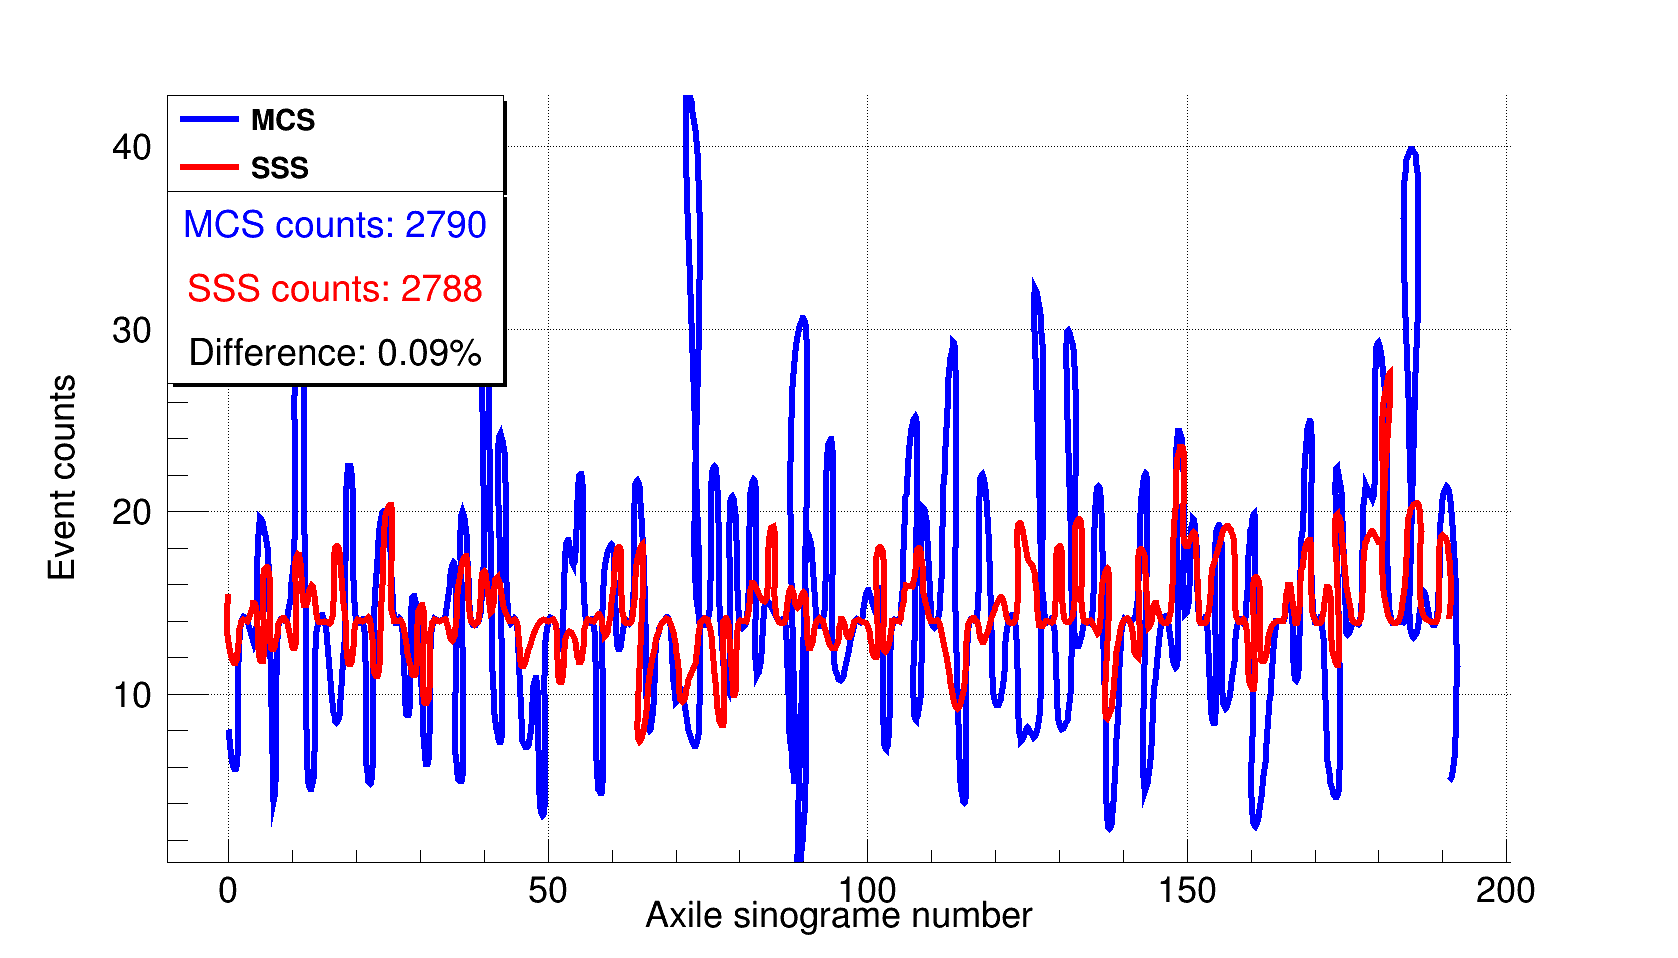 MCS
SSS
MCS counts: 2790
SSS counts: 2788
Difference: 0.09%
Event counts
40
30
20
10
0 50 100 150 200
Axile sinograme number